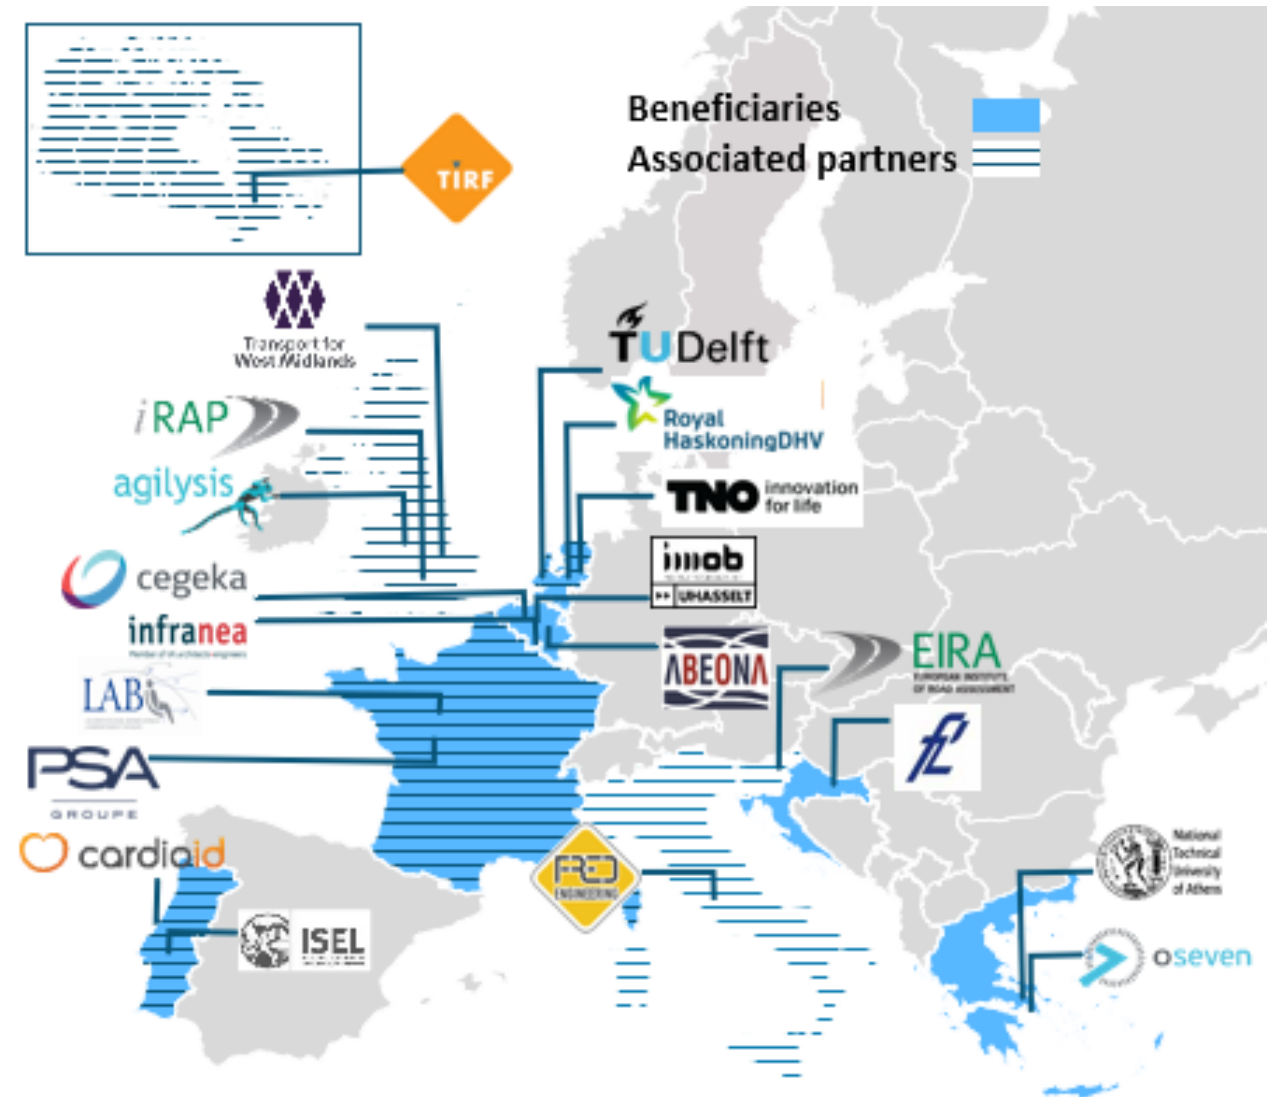 Beneficiaries
Associated partners
TIRF
Transport for
West Midlands
TU Delft
Royal
HaskoningDHV
iRAP
agilysis
TNO innovation
for life
imob
UHASSELT
cegeka
infranea
ABEONA
EIRA
EUROPEAN INSTITUTE
OF ROAD ASSESSMENT
LAB
PSA
GROUPE
cardioid
FRED
ENGINEERING
ISEL
National
Technical
University
of Athens
oseven